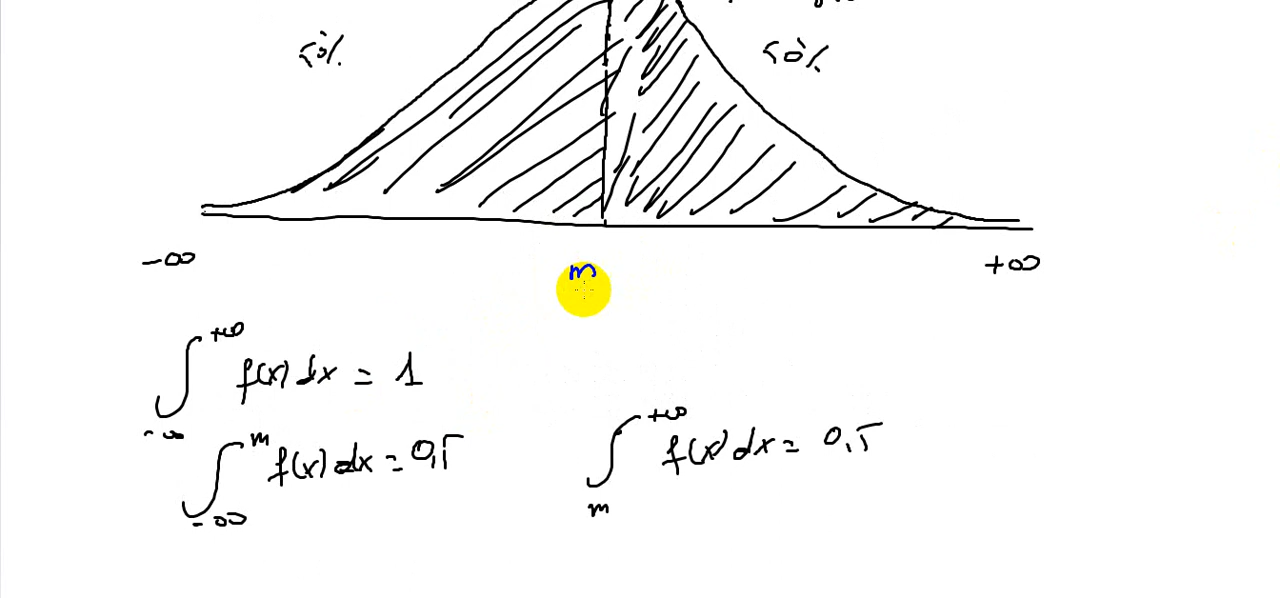 50% 50%
-∞ m +∞
∫_{-∞}^{+∞} f(x) dx = 1
∫_{-∞}^{m} f(x) dx = 0,5 ∫_{m}^{+∞} f(x) dx = 0,5